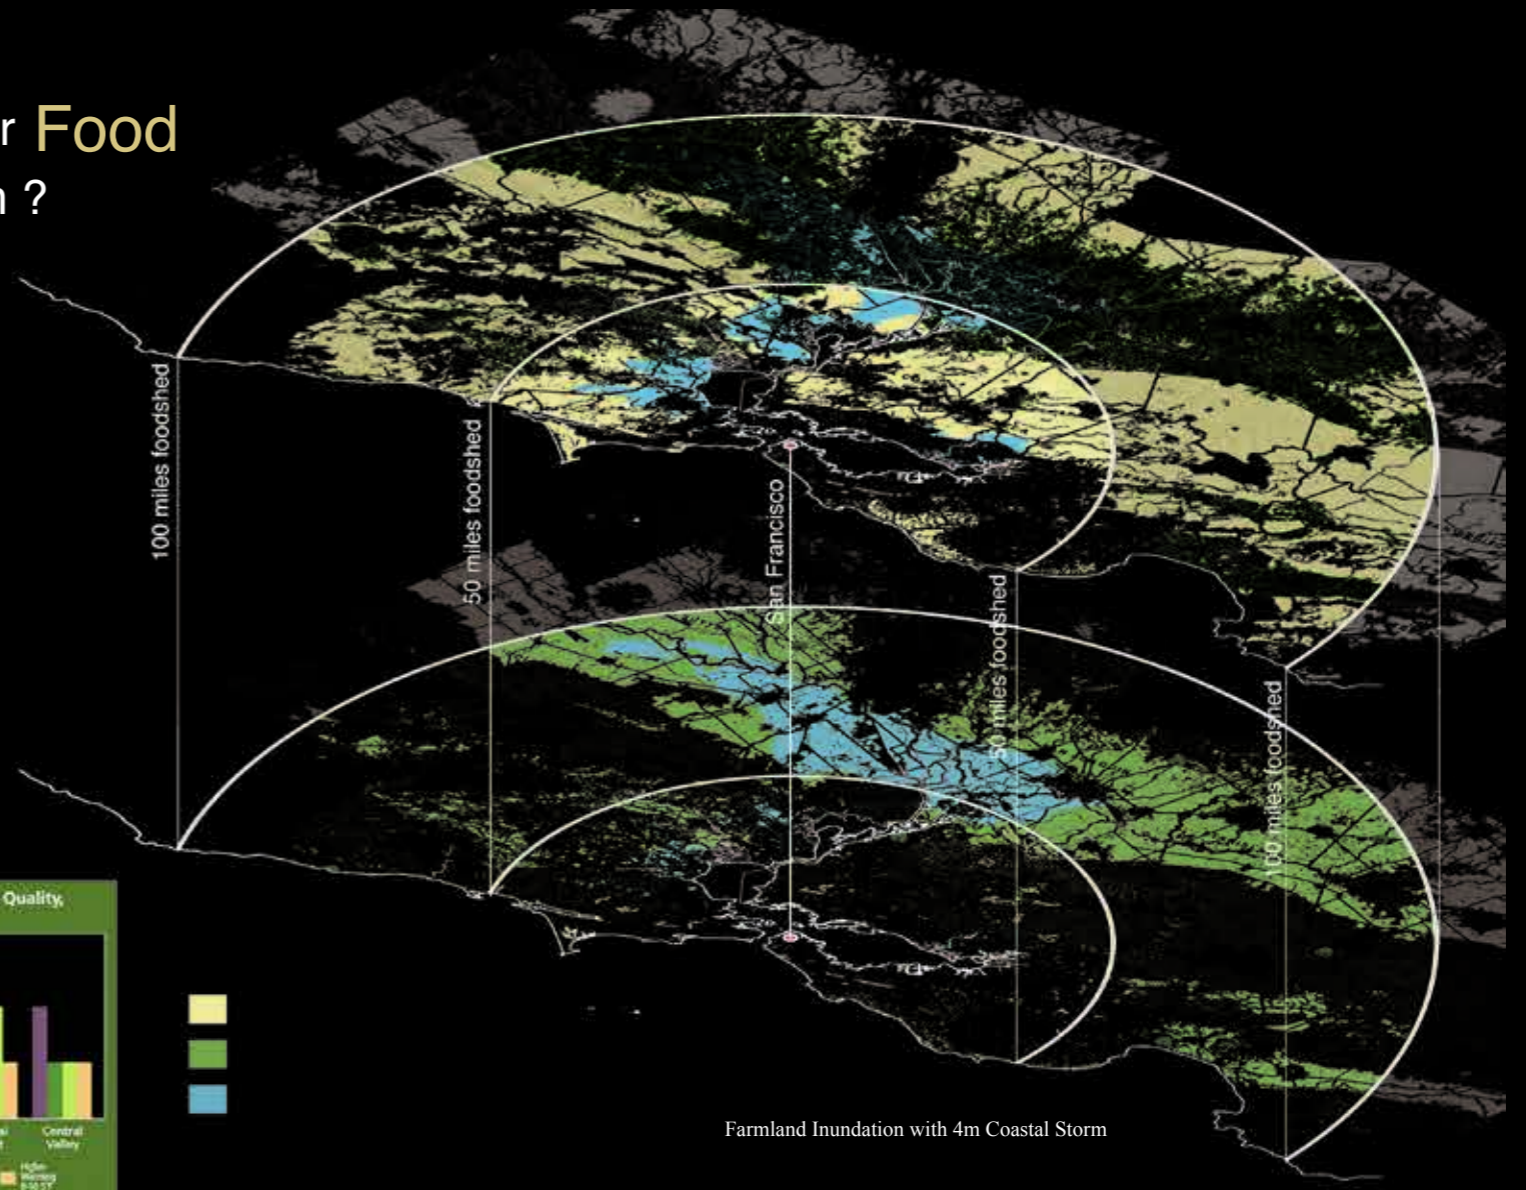 r Food
n ?
100 miles foodshed
50 miles foodshed
San Francisco
50 miles foodshed
100 miles foodshed
Quality,
Central
Valley
Farmland Inundation with 4m Coastal Storm